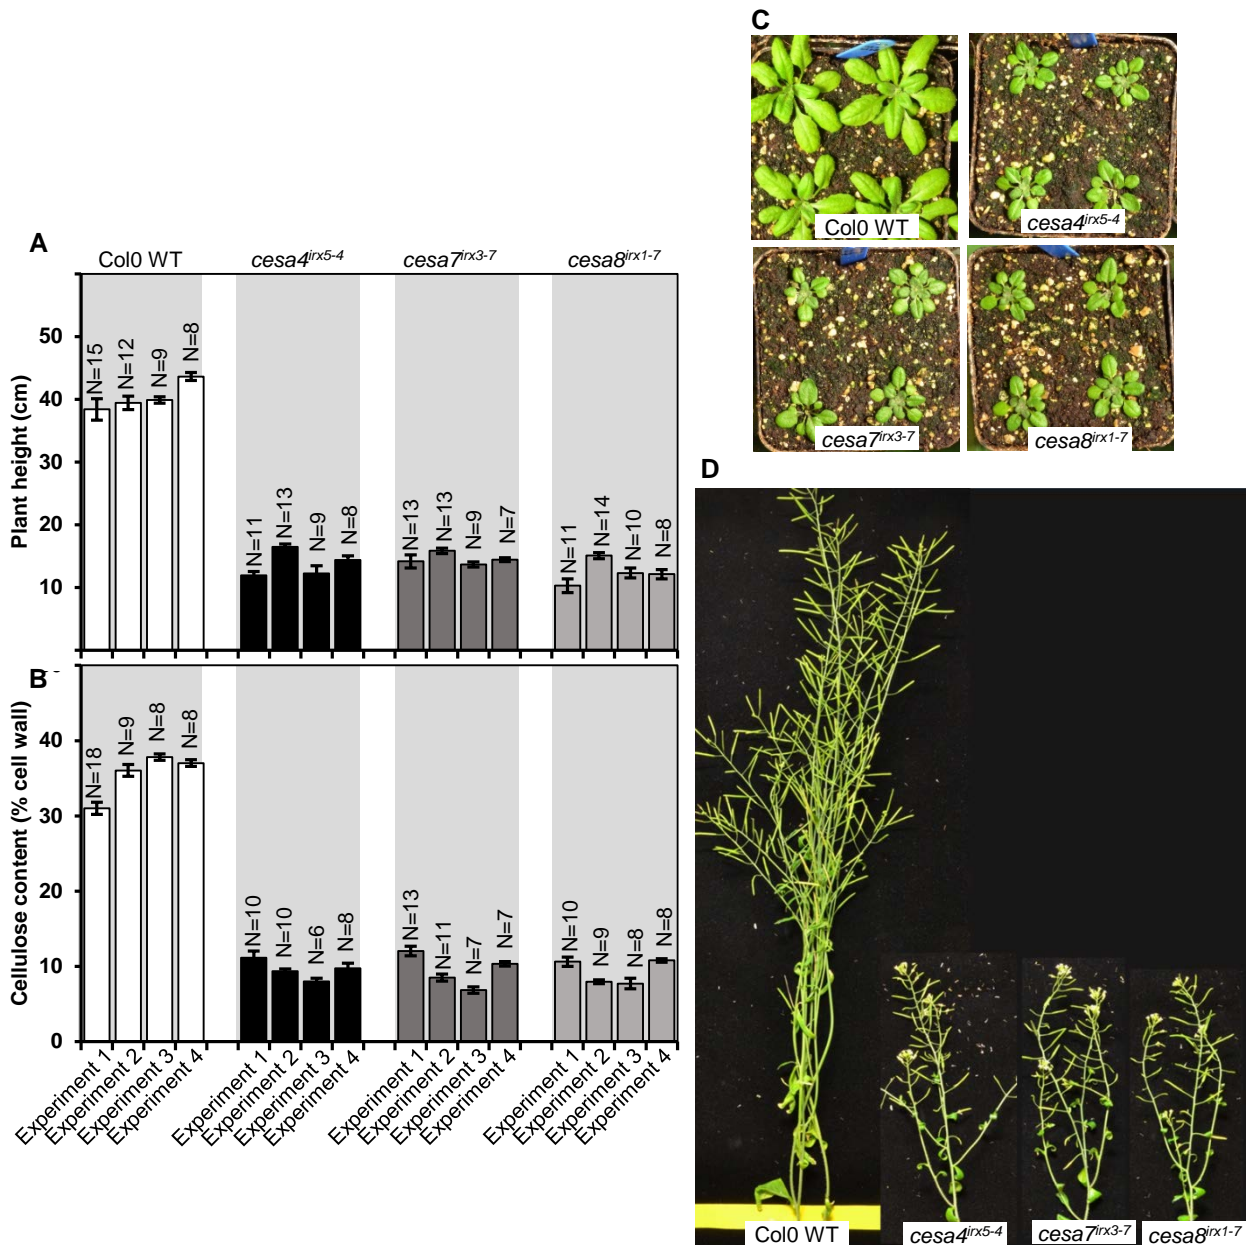 C
Col0 WT
cesa4irx5-4
cesa7irx3-7
cesa8irx1-7
A
Col0 WT
cesa4irx5-4
cesa7irx3-7
cesa8irx1-7
Plant height (cm)
50
40
30
20
10
N=15
N=12
N=9
N=8
N=11
N=13
N=9
N=8
N=13
N=13
N=9
N=7
N=11
N=14
N=10
N=8
B
Cellulose content (% cell wall)
40
30
20
10
0
N=18
N=9
N=8
N=8
N=10
N=10
N=6
N=8
N=13
N=11
N=7
N=7
N=10
N=9
N=8
N=8
Experiment 1
Experiment 2
Experiment 3
Experiment 4
Experiment 1
Experiment 2
Experiment 3
Experiment 4
Experiment 1
Experiment 2
Experiment 3
Experiment 4
Experiment 1
Experiment 2
Experiment 3
Experiment 4
D
Col0 WT
cesa4irx5-4
cesa7irx3-7
cesa8irx1-7